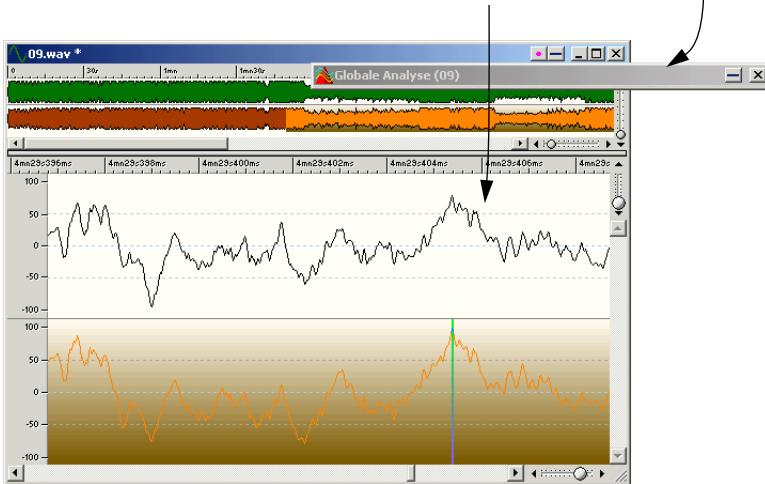 09.wav *
Globale Analyse (09)
0 30s 1mn 1mn30s
4mn29s396ms 4mn29s398ms 4mn29s400ms 4mn29s402ms 4mn29s404ms 4mn29s406ms 4mn29s
100
50
0
-50
-100
100
50
0
-50
-100